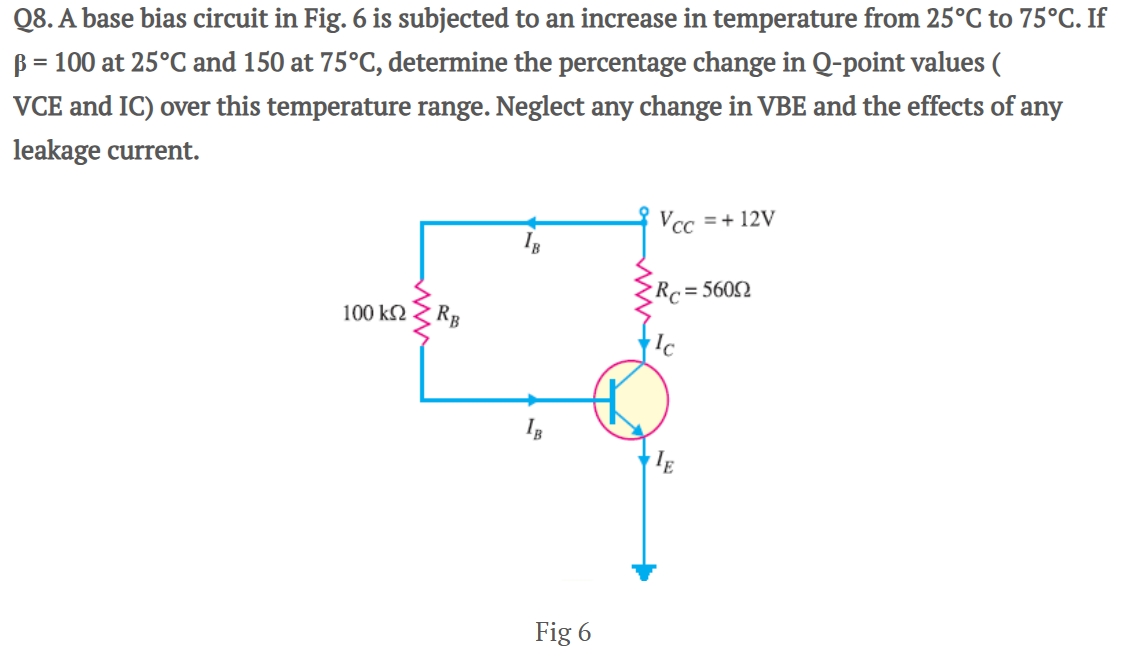 Q8. A base bias circuit in Fig. 6 is subjected to an increase in temperature from 25°C to 75°C. If
β = 100 at 25°C and 150 at 75°C, determine the percentage change in Q-point values (
VCE and IC) over this temperature range. Neglect any change in VBE and the effects of any
leakage current.
V_CC = + 12V
I_B
R_C = 560Ω
100 kΩ R_B
I_C
I_B
I_E
Fig 6